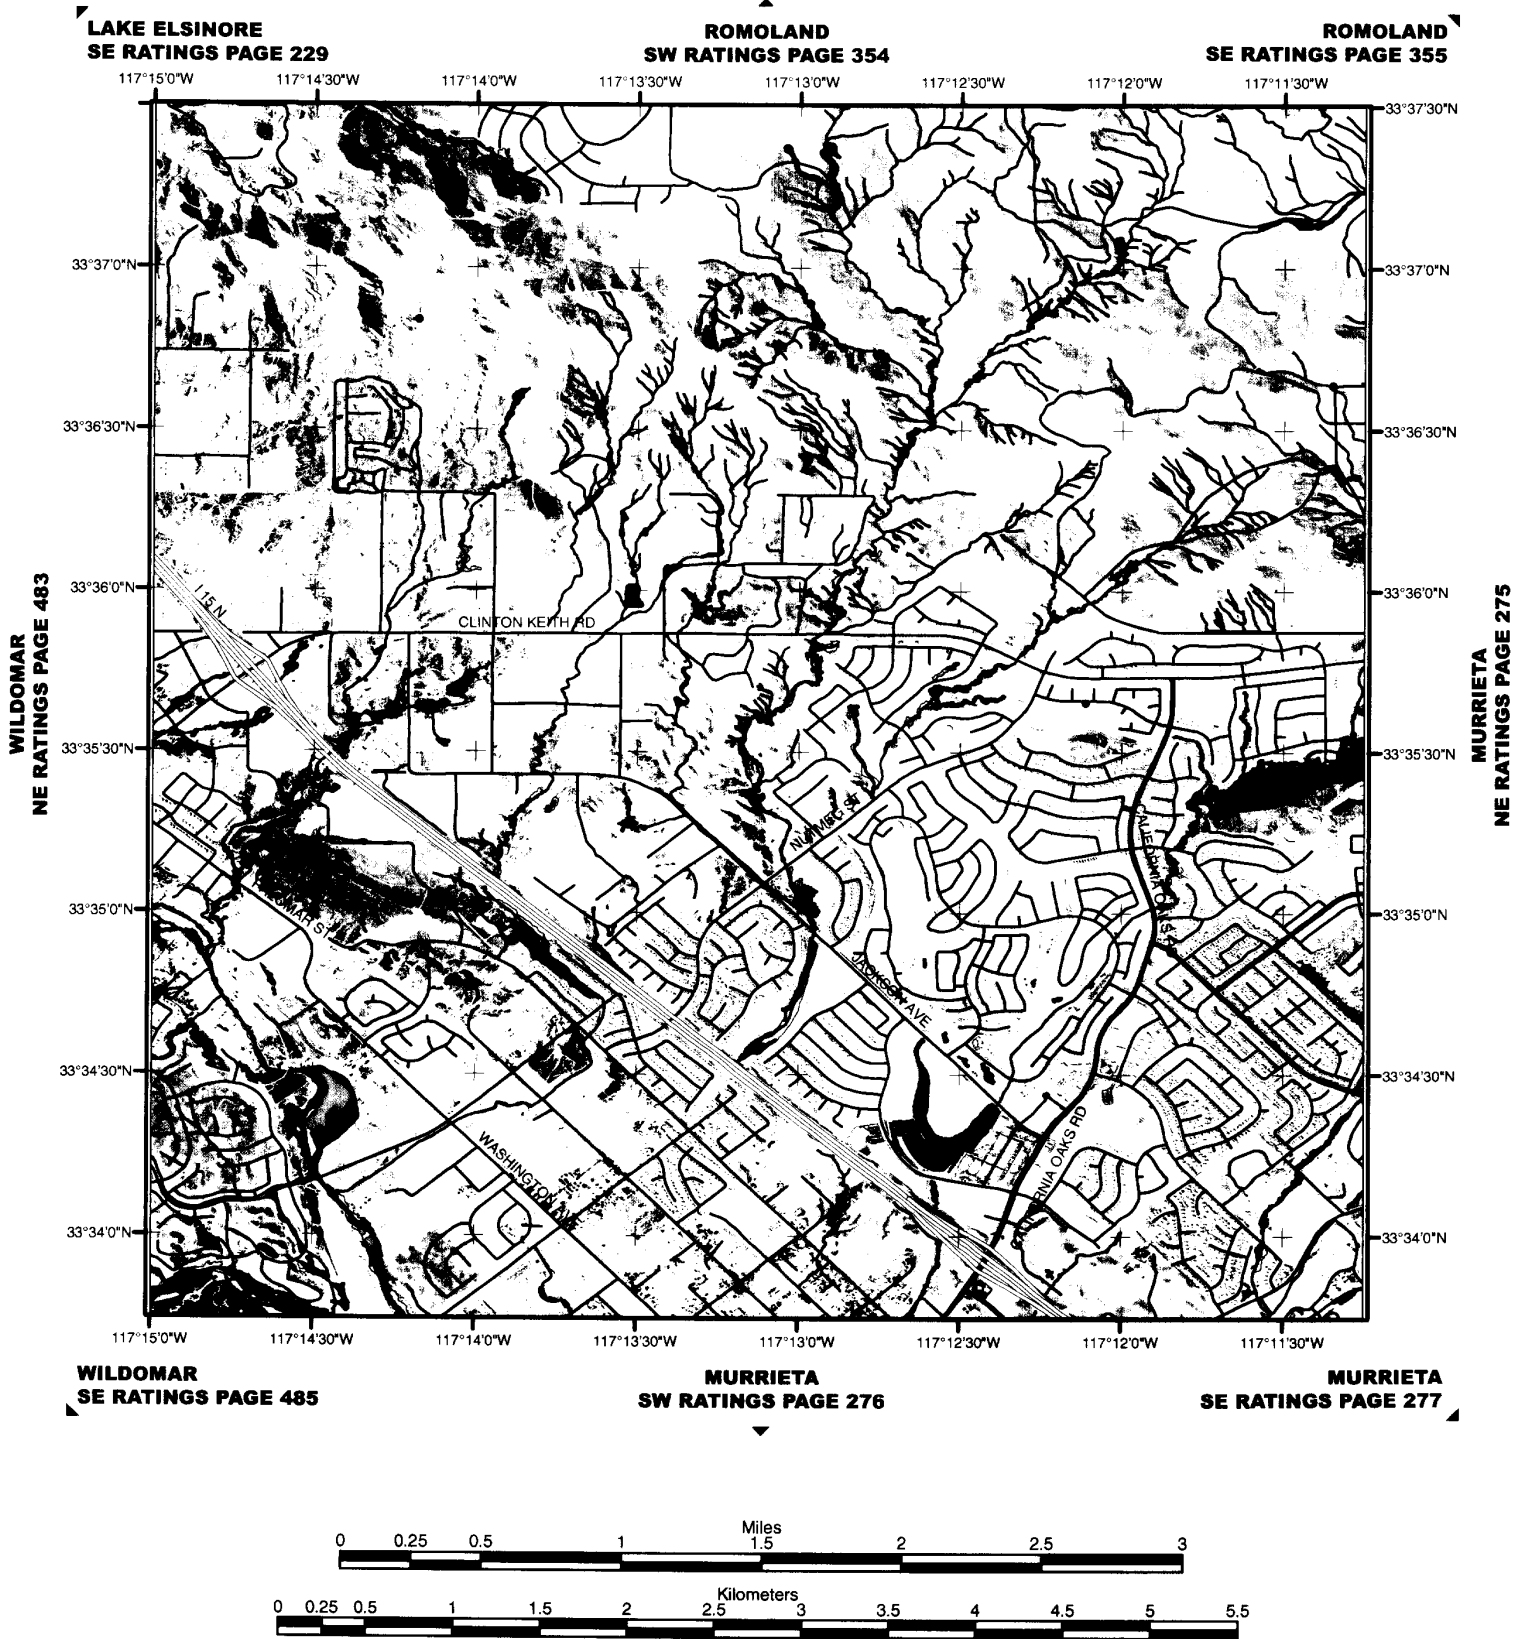 LAKE ELSINORE
SE RATINGS PAGE 229
ROMOLAND
SW RATINGS PAGE 354
ROMOLAND
SE RATINGS PAGE 355
117°15'0"W
117°14'30"W
117°14'0"W
117°13'30"W
117°13'0"W
117°12'30"W
117°12'0"W
117°11'30"W
33°37'30"N
33°37'0"N
33°37'0"N
33°36'30"N
33°36'30"N
33°36'0"N
33°36'0"N
I 15 N
CLINTON KEITH RD
WILDOMAR
NE RATINGS PAGE 483
MURRIETA
NE RATINGS PAGE 275
33°35'30"N
33°35'30"N
NUTMEG ST
CALIFORNIA OAKS
33°35'0"N
33°35'0"N
OMAR ST
JACKSON AVE
33°34'30"N
33°34'30"N
WASHINGTON
RNIA OAKS RD
33°34'0"N
33°34'0"N
117°15'0"W
117°14'30"W
117°14'0"W
117°13'30"W
117°13'0"W
117°12'30"W
117°12'0"W
117°11'30"W
WILDOMAR
SE RATINGS PAGE 485
MURRIETA
SW RATINGS PAGE 276
MURRIETA
SE RATINGS PAGE 277
Miles
0 0.25 0.5 1 1.5 2 2.5 3
Kilometers
0 0.25 0.5 1 1.5 2 2.5 3 3.5 4 4.5 5 5.5